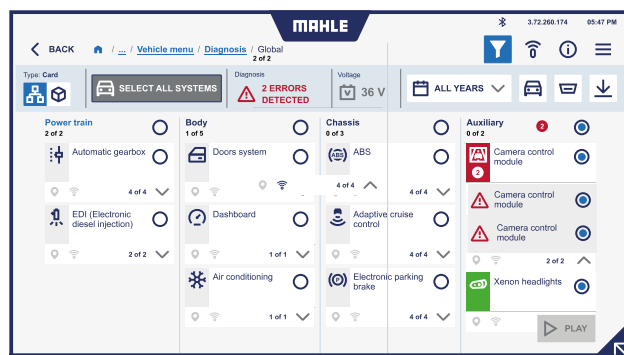 MAHLE
3.72.260.174 05:47 PM
BACK / ... / Vehicle menu / Diagnosis / Global
2 of 2
Type: Card
SELECT ALL SYSTEMS
Diagnosis
2 ERRORS
DETECTED
Voltage
36 V
ALL YEARS
Power train
2 of 2
Body
1 of 5
Chassis
0 of 3
Auxiliary
0 of 2
2
Automatic gearbox
4 of 4
Doors system
4 of 4
ABS
ABS
4 of 4
Camera control
module
2
Camera control
module
Camera control
module
2 of 2
EDI (Electronic
diesel injection)
2 of 2
Dashboard
1 of 1
Adaptive cruise
control
4 of 4
Air conditioning
1 of 1
(P)
Electronic parking
brake
4 of 4
Xenon headlights
PLAY